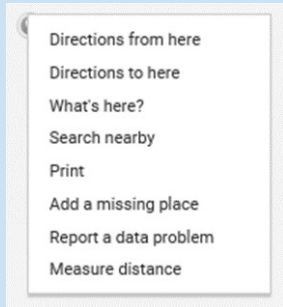 Directions from here
Directions to here
What's here?
Search nearby
Print
Add a missing place
Report a data problem
Measure distance